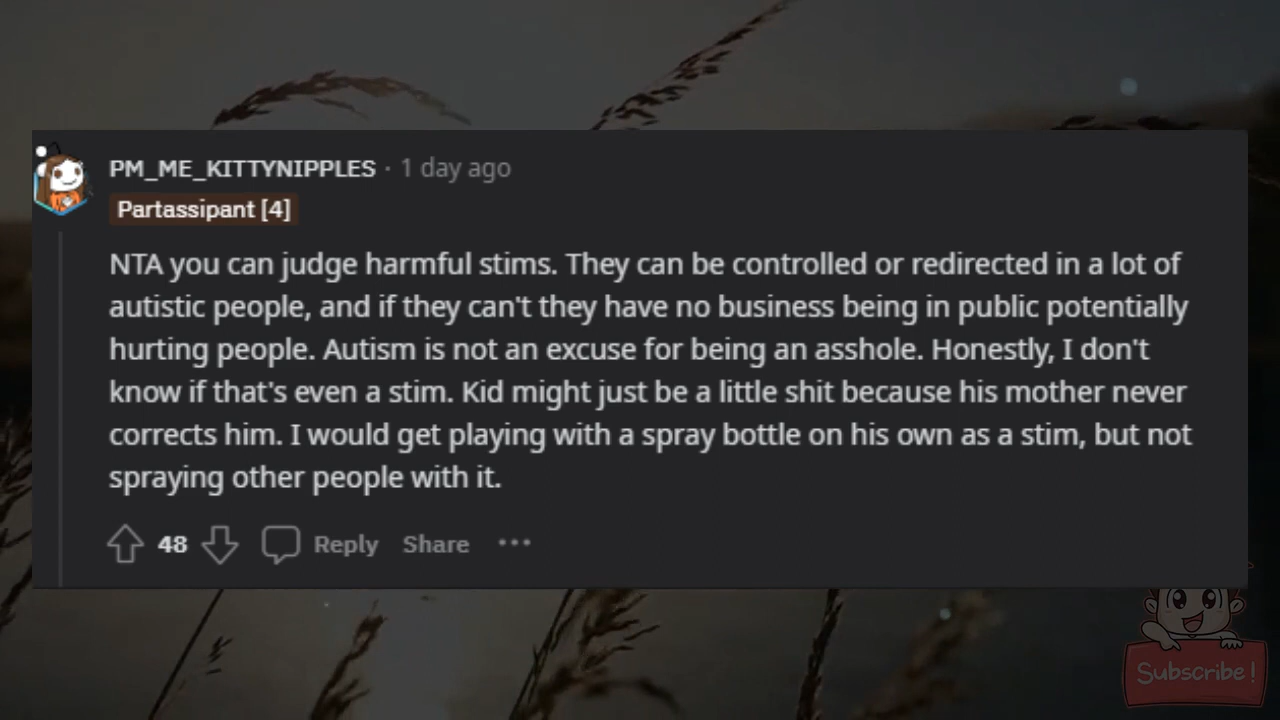 PM_ME_KITTYNIPPLES · 1 day ago
Partassipant [4]
NTA you can judge harmful stims. They can be controlled or redirected in a lot of
autistic people, and if they can't they have no business being in public potentially
hurting people. Autism is not an excuse for being an asshole. Honestly, I don't
know if that's even a stim. Kid might just be a little shit because his mother never
corrects him. I would get playing with a spray bottle on his own as a stim, but not
spraying other people with it.
48 Reply Share ···
Subscribe!